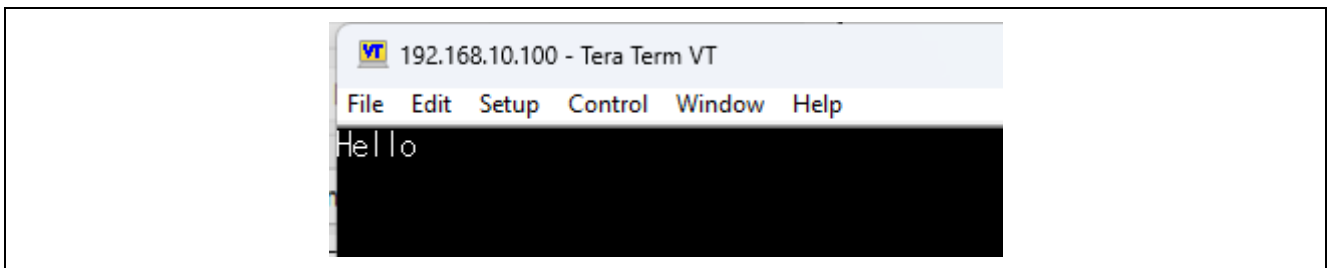 VT 192.168.10.100 - Tera Term VT
File Edit Setup Control Window Help
Hello